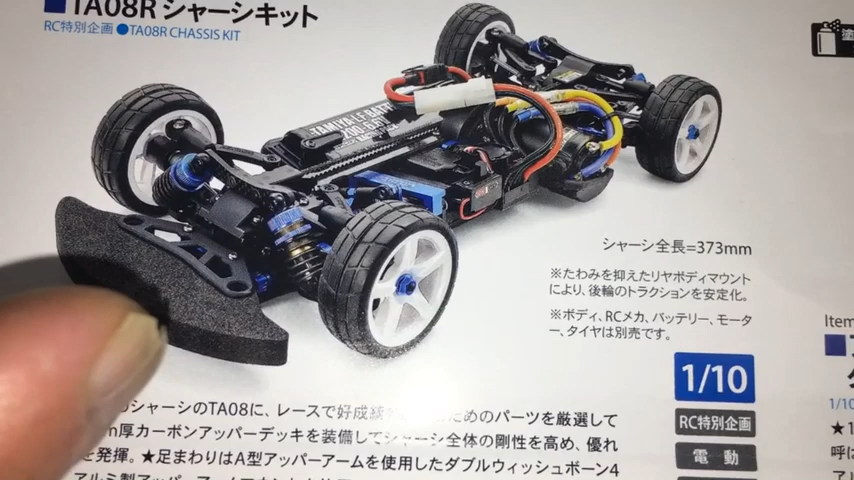 ■TA08R シャーシキット
RC特別企画 ●TA08R CHASSIS KIT
塗
TAMIYA LF BATT
シャーシ全長=373mm
※たわみを抑えたリヤボディマウント
により、後輪のトラクションを安定化。
※ボディ、RCメカ、バッテリー、モータ
ー、タイヤは別売です。
Item
1/10
RC特別企画
電動
シャーシのTA08に、レースで好成績 ためのパーツを厳選して
厚カーボンアッパーデッキを装備してシャーシ全体の剛性を高め、優れ
を発揮。★足まわりはA型アッパーアームを使用したダブルウィッシュボーン4
1/10
★1
呼に